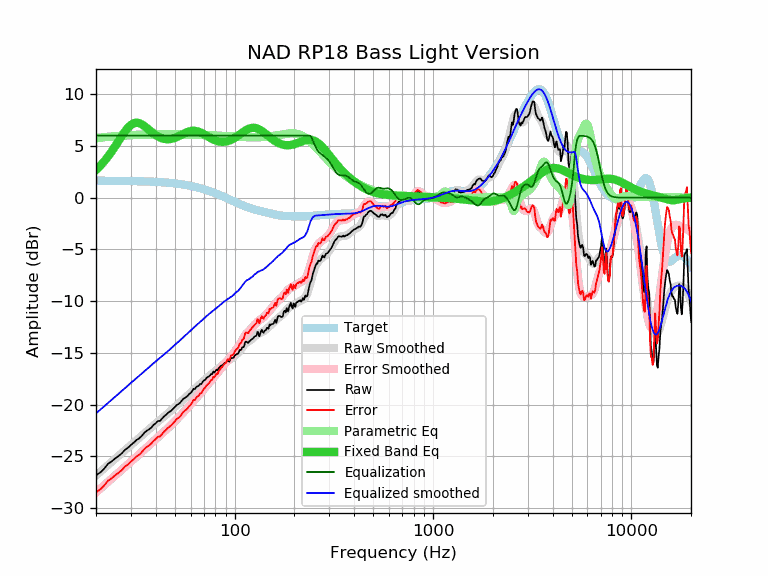 NAD RP18 Bass Light Version
10
5
0
−5
−10
−15
−20
−25
−30
Amplitude (dBr)
Target
Raw Smoothed
Error Smoothed
Raw
Error
Parametric Eq
Fixed Band Eq
Equalization
Equalized smoothed
100
1000
10000
Frequency (Hz)